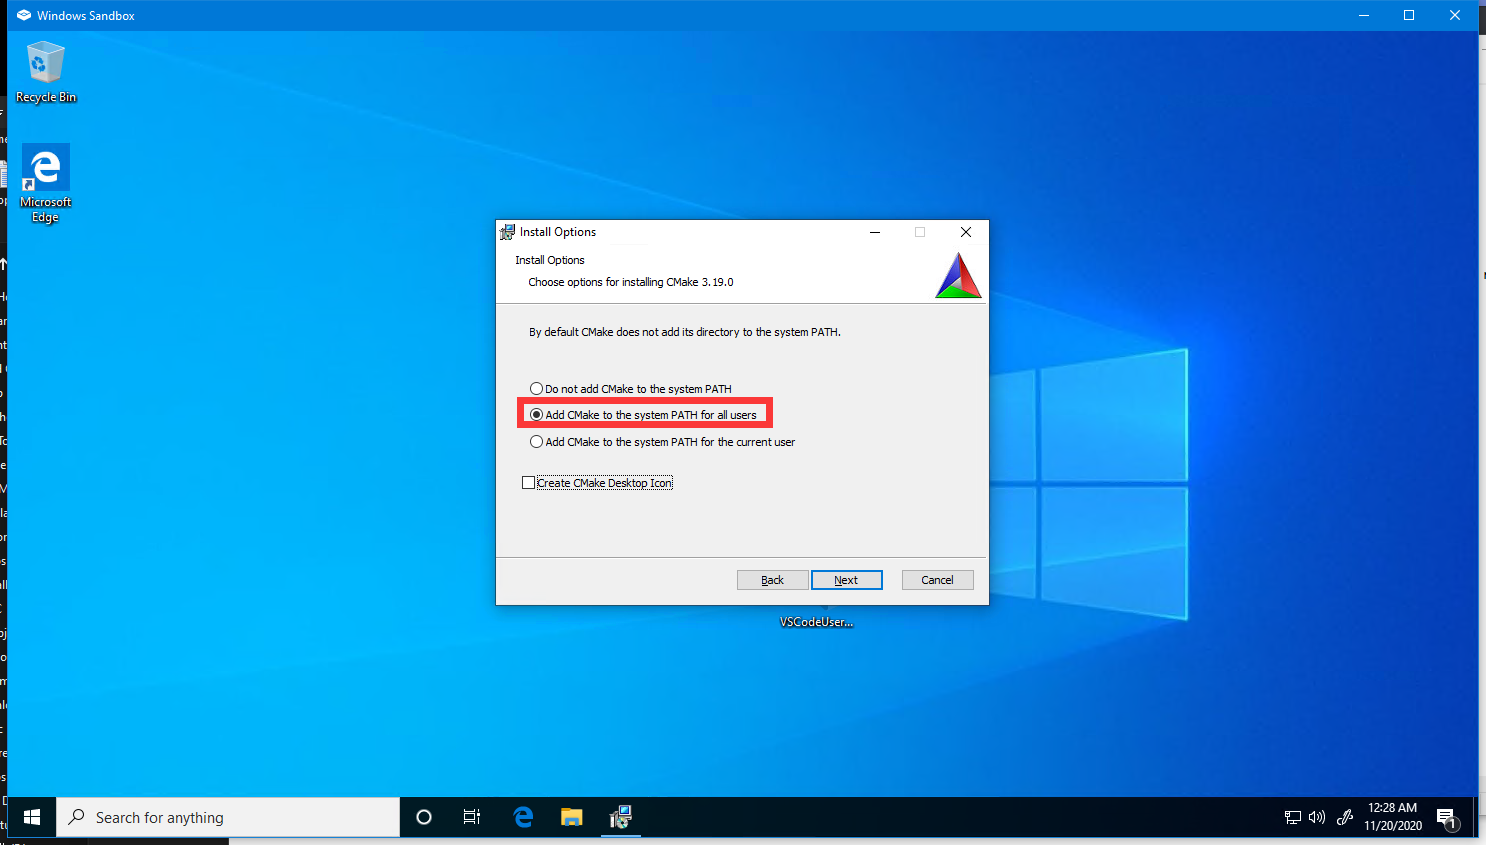 Windows Sandbox
Recycle Bin
Microsoft
Edge
Install Options
Install Options
Choose options for installing CMake 3.19.0
By default CMake does not add its directory to the system PATH.
Do not add CMake to the system PATH
Add CMake to the system PATH for all users
Add CMake to the system PATH for the current user
Create CMake Desktop Icon
Back
Next
Cancel
VSCodeUser...
Search for anything
12:28 AM
11/20/2020
1